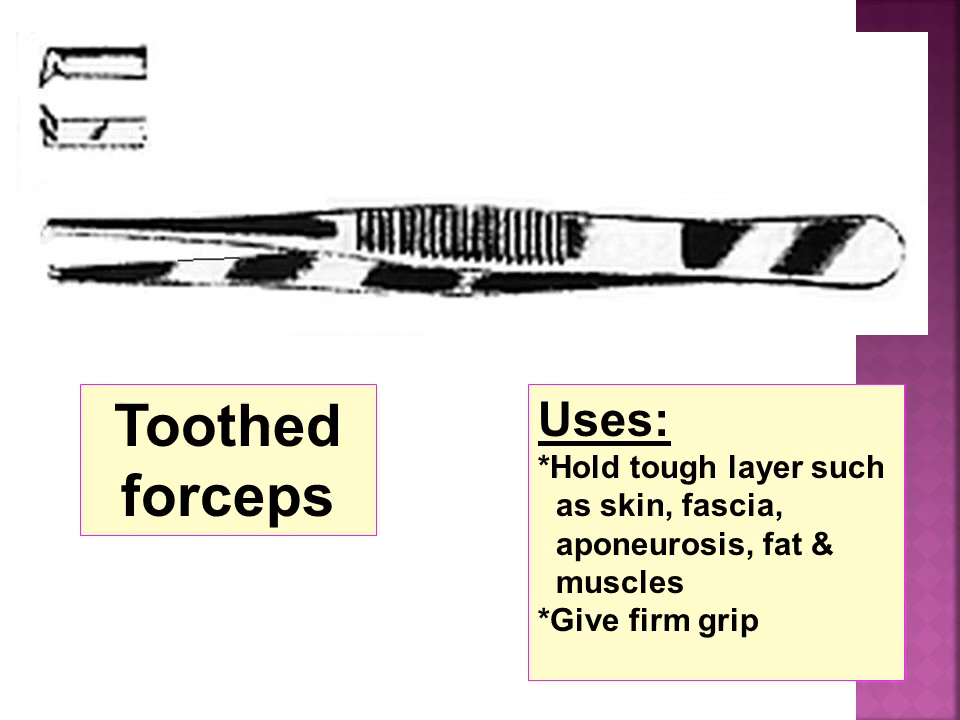 Toothed
forceps
Uses:
*Hold tough layer such
as skin, fascia,
aponeurosis, fat &
muscles
*Give firm grip